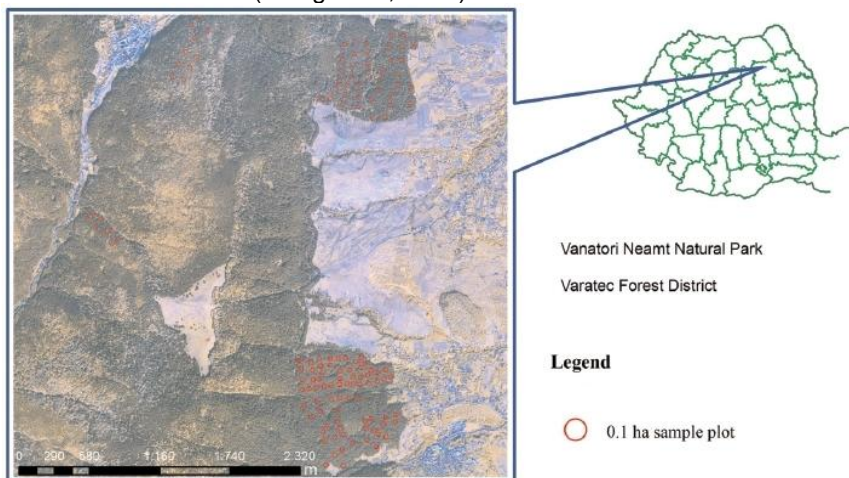 0 290 580 1.160 1.740 2.320
m
Vanatori Neamt Natural Park
Varatec Forest District
Legend
0.1 ha sample plot